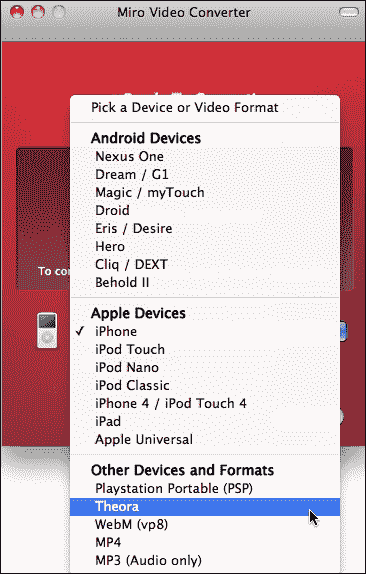 Miro Video Converter
Pick a Device or Video Format
Android Devices
Nexus One
Dream / G1
Magic / myTouch
Droid
Eris / Desire
Hero
Cliq / DEXT
Behold II
To con
Apple Devices
✓ iPhone
iPod Touch
iPod Nano
iPod Classic
iPhone 4 / iPod Touch 4
iPad
Apple Universal
Other Devices and Formats
Playstation Portable (PSP)
Theora
WebM (vp8)
MP4
MP3 (Audio only)